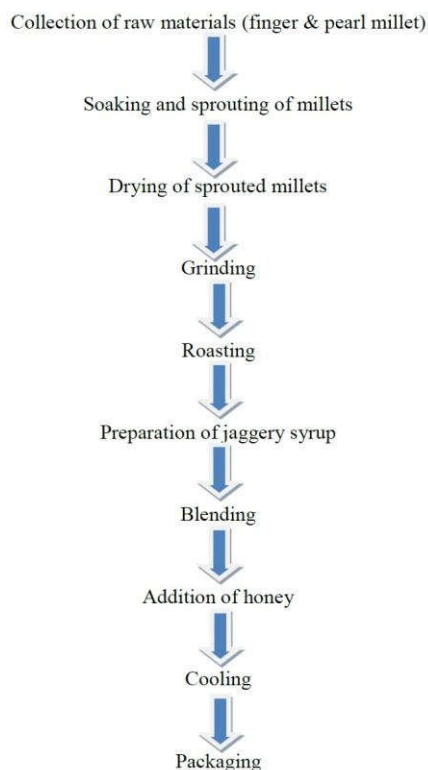 Collection of raw materials (finger & pearl millet)
Soaking and sprouting of millets
Drying of sprouted millets
Grinding
Roasting
Preparation of jaggery syrup
Blending
Addition of honey
Cooling
Packaging